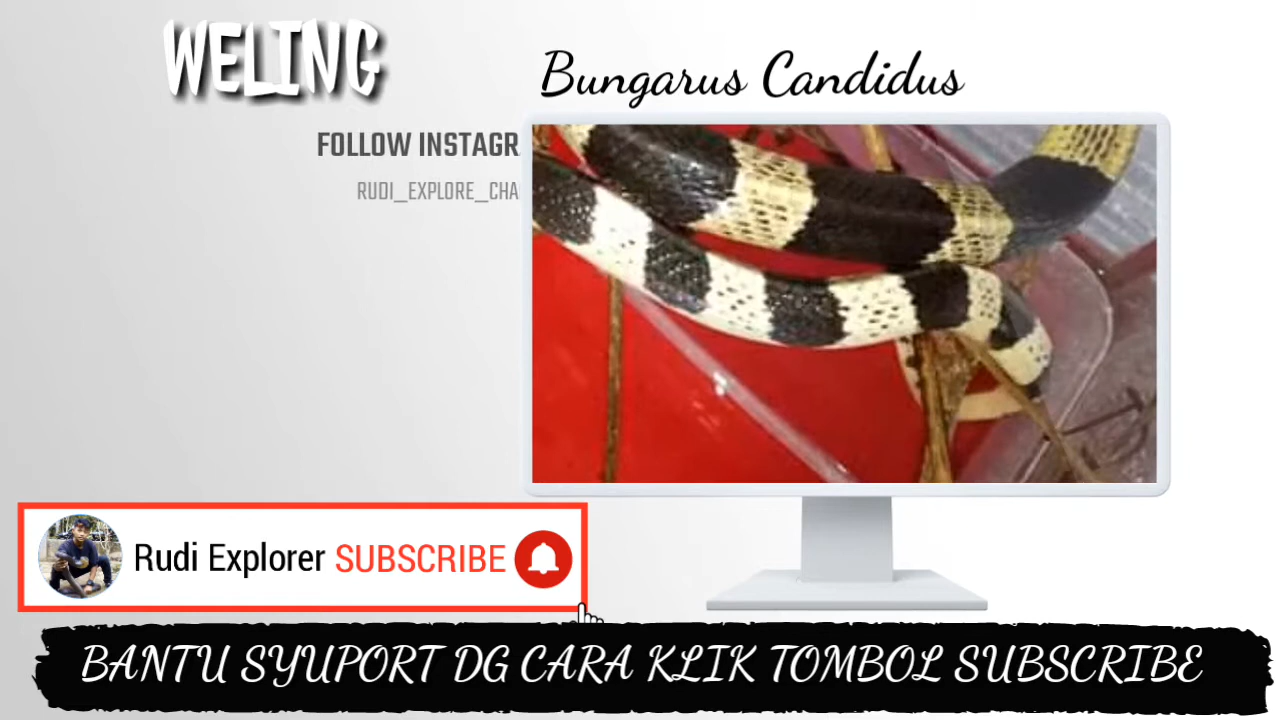 WELING
Bungarus Candidus
FOLLOW INSTAGR
RUDI_EXPLORE_CHA
Rudi Explorer SUBSCRIBE
BANTU SYUPORT DG CARA KLIK TOMBOL SUBSCRIBE